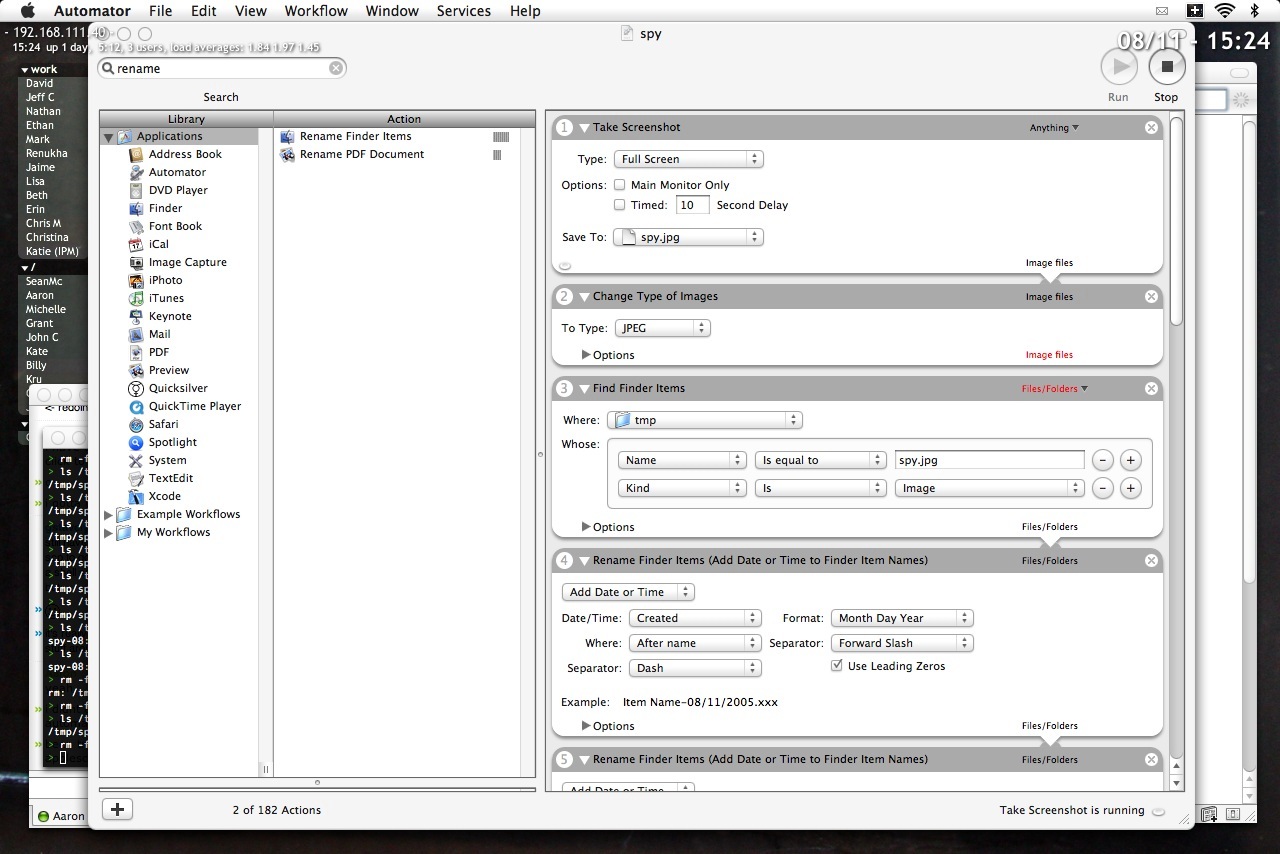 Automator File Edit View Workflow Window Services Help
- 192.168.111.
15:24 up 1 day, 5:12, 3 users, load averages: 1.84 1.97 1.45
spy
08/11 - 15:24
rename
Search
Run
Stop
work
David
Jeff C
Nathan
Ethan
Mark
Renukha
Jaime
Lisa
Beth
Erin
Chris M
Christina
Katie (IPM)
/
SeanMc
Aaron
Michelle
Grant
John C
Kate
Billy
Kru
<- redoin
> rm -f
> ls /t
/tmp/sp
> ls /t
/tmp/sp
> ls /t
/tmp/sp
> ls /t
/tmp/sp
> ls /t
/tmp/sp
> ls /t
/tmp/sp
> ls /t
spy-08:
> ls /t
spy-08:
> rm -f
rm: /tm
> rm -f
> ls /t
/tmp/sp
> rm -f
>
Aaron
Library
Applications
Address Book
Automator
DVD Player
Finder
Font Book
iCal
Image Capture
iPhoto
iTunes
Keynote
Mail
PDF
Preview
Quicksilver
QuickTime Player
Safari
Spotlight
System
TextEdit
Xcode
Example Workflows
My Workflows
Action
Rename Finder Items
Rename PDF Document
1 Take Screenshot Anything
Type: Full Screen
Options: Main Monitor Only
Timed: 10 Second Delay
Save To: spy.jpg
Image files
2 Change Type of Images Image files
To Type: JPEG
Options Image files
3 Find Finder Items Files/Folders
Where: tmp
Whose:
Name Is equal to spy.jpg
Kind Is Image
Options Files/Folders
4 Rename Finder Items (Add Date or Time to Finder Item Names) Files/Folders
Add Date or Time
Date/Time: Created Format: Month Day Year
Where: After name Separator: Forward Slash
Separator: Dash Use Leading Zeros
Example: Item Name-08/11/2005.xxx
Options Files/Folders
5 Rename Finder Items (Add Date or Time to Finder Item Names) Files/Folders
Add Date or Time
2 of 182 Actions
Take Screenshot is running